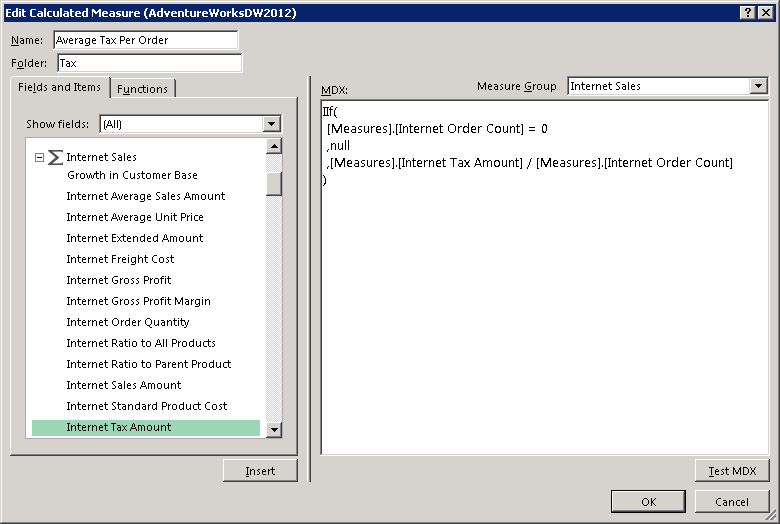 Edit Calculated Measure (AdventureWorksDW2012)
Name: Average Tax Per Order
Folder: Tax
Fields and Items Functions
Show fields: (All)
Internet Sales
Growth in Customer Base
Internet Average Sales Amount
Internet Average Unit Price
Internet Extended Amount
Internet Freight Cost
Internet Gross Profit
Internet Gross Profit Margin
Internet Order Quantity
Internet Ratio to All Products
Internet Ratio to Parent Product
Internet Sales Amount
Internet Standard Product Cost
Internet Tax Amount
Insert
MDX: Measure Group Internet Sales
IIf(
[Measures].[Internet Order Count] = 0
,null
,[Measures].[Internet Tax Amount] / [Measures].[Internet Order Count]
)
Test MDX
OK Cancel